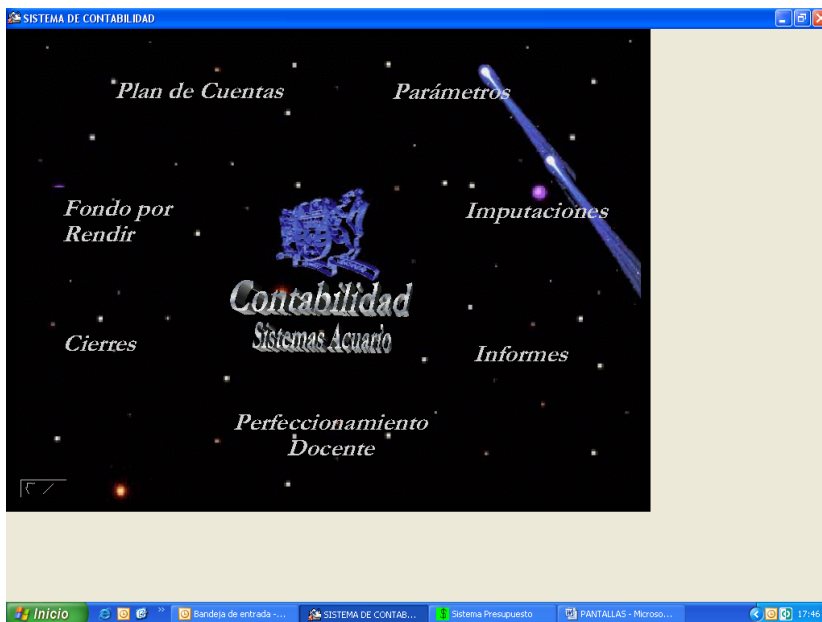 SISTEMA DE CONTABILIDAD
Plan de Cuentas
Parámetros
Fondo por
Rendir
Imputaciones
Contabilidad
Sistemas Acuario
Cierres
Informes
Perfeccionamiento
Docente
Inicio
Bandeja de entrada -...
SISTEMA DE CONTAB...
Sistema Presupuesto
PANTALLAS - Microso...
17:46